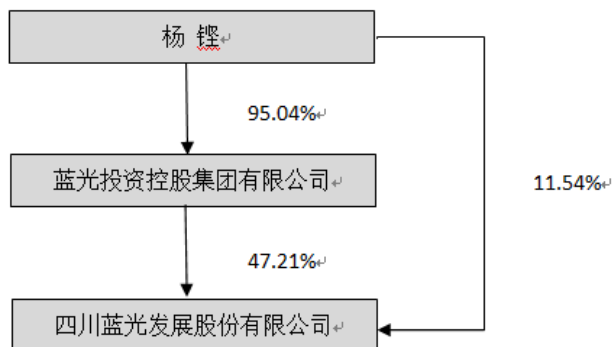 杨 铿
95.04%
蓝光投资控股集团有限公司
11.54%
47.21%
四川蓝光发展股份有限公司